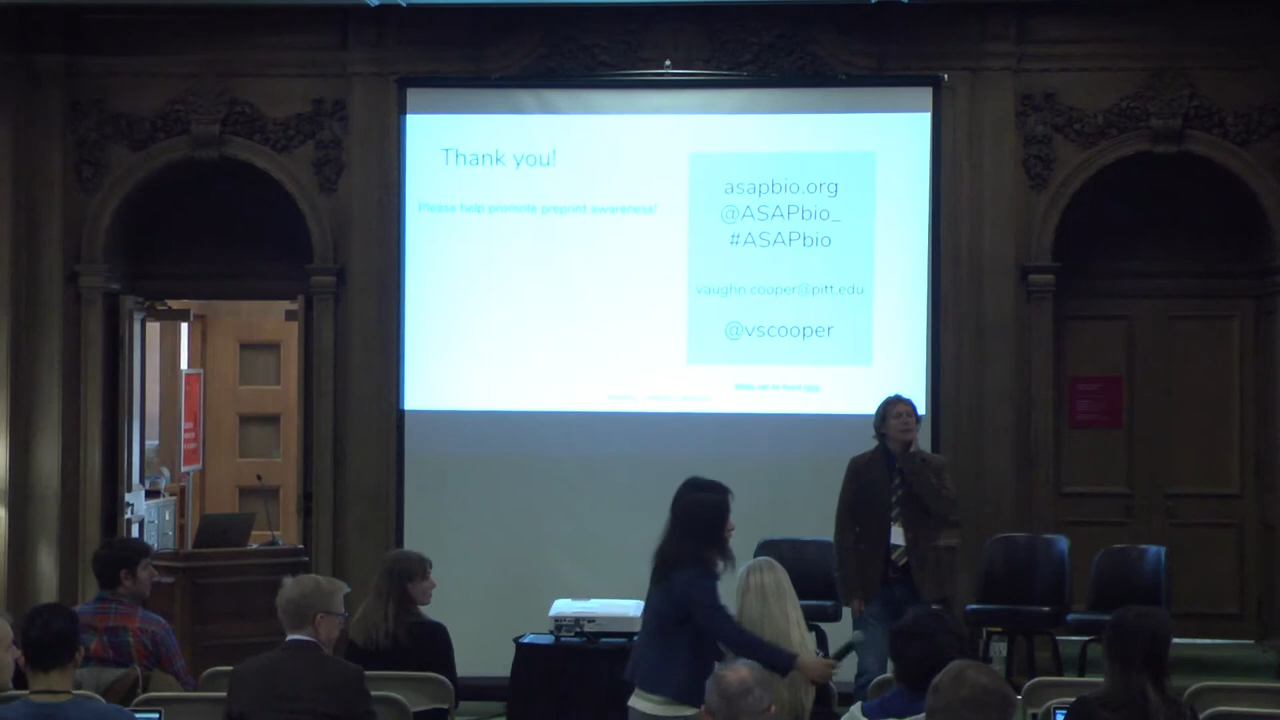 Thank you!
Please help promote preprint awareness!
asapbio.org
@ASAPbio_
#ASAPbio
vaughn.cooper@pitt.edu
@vscooper